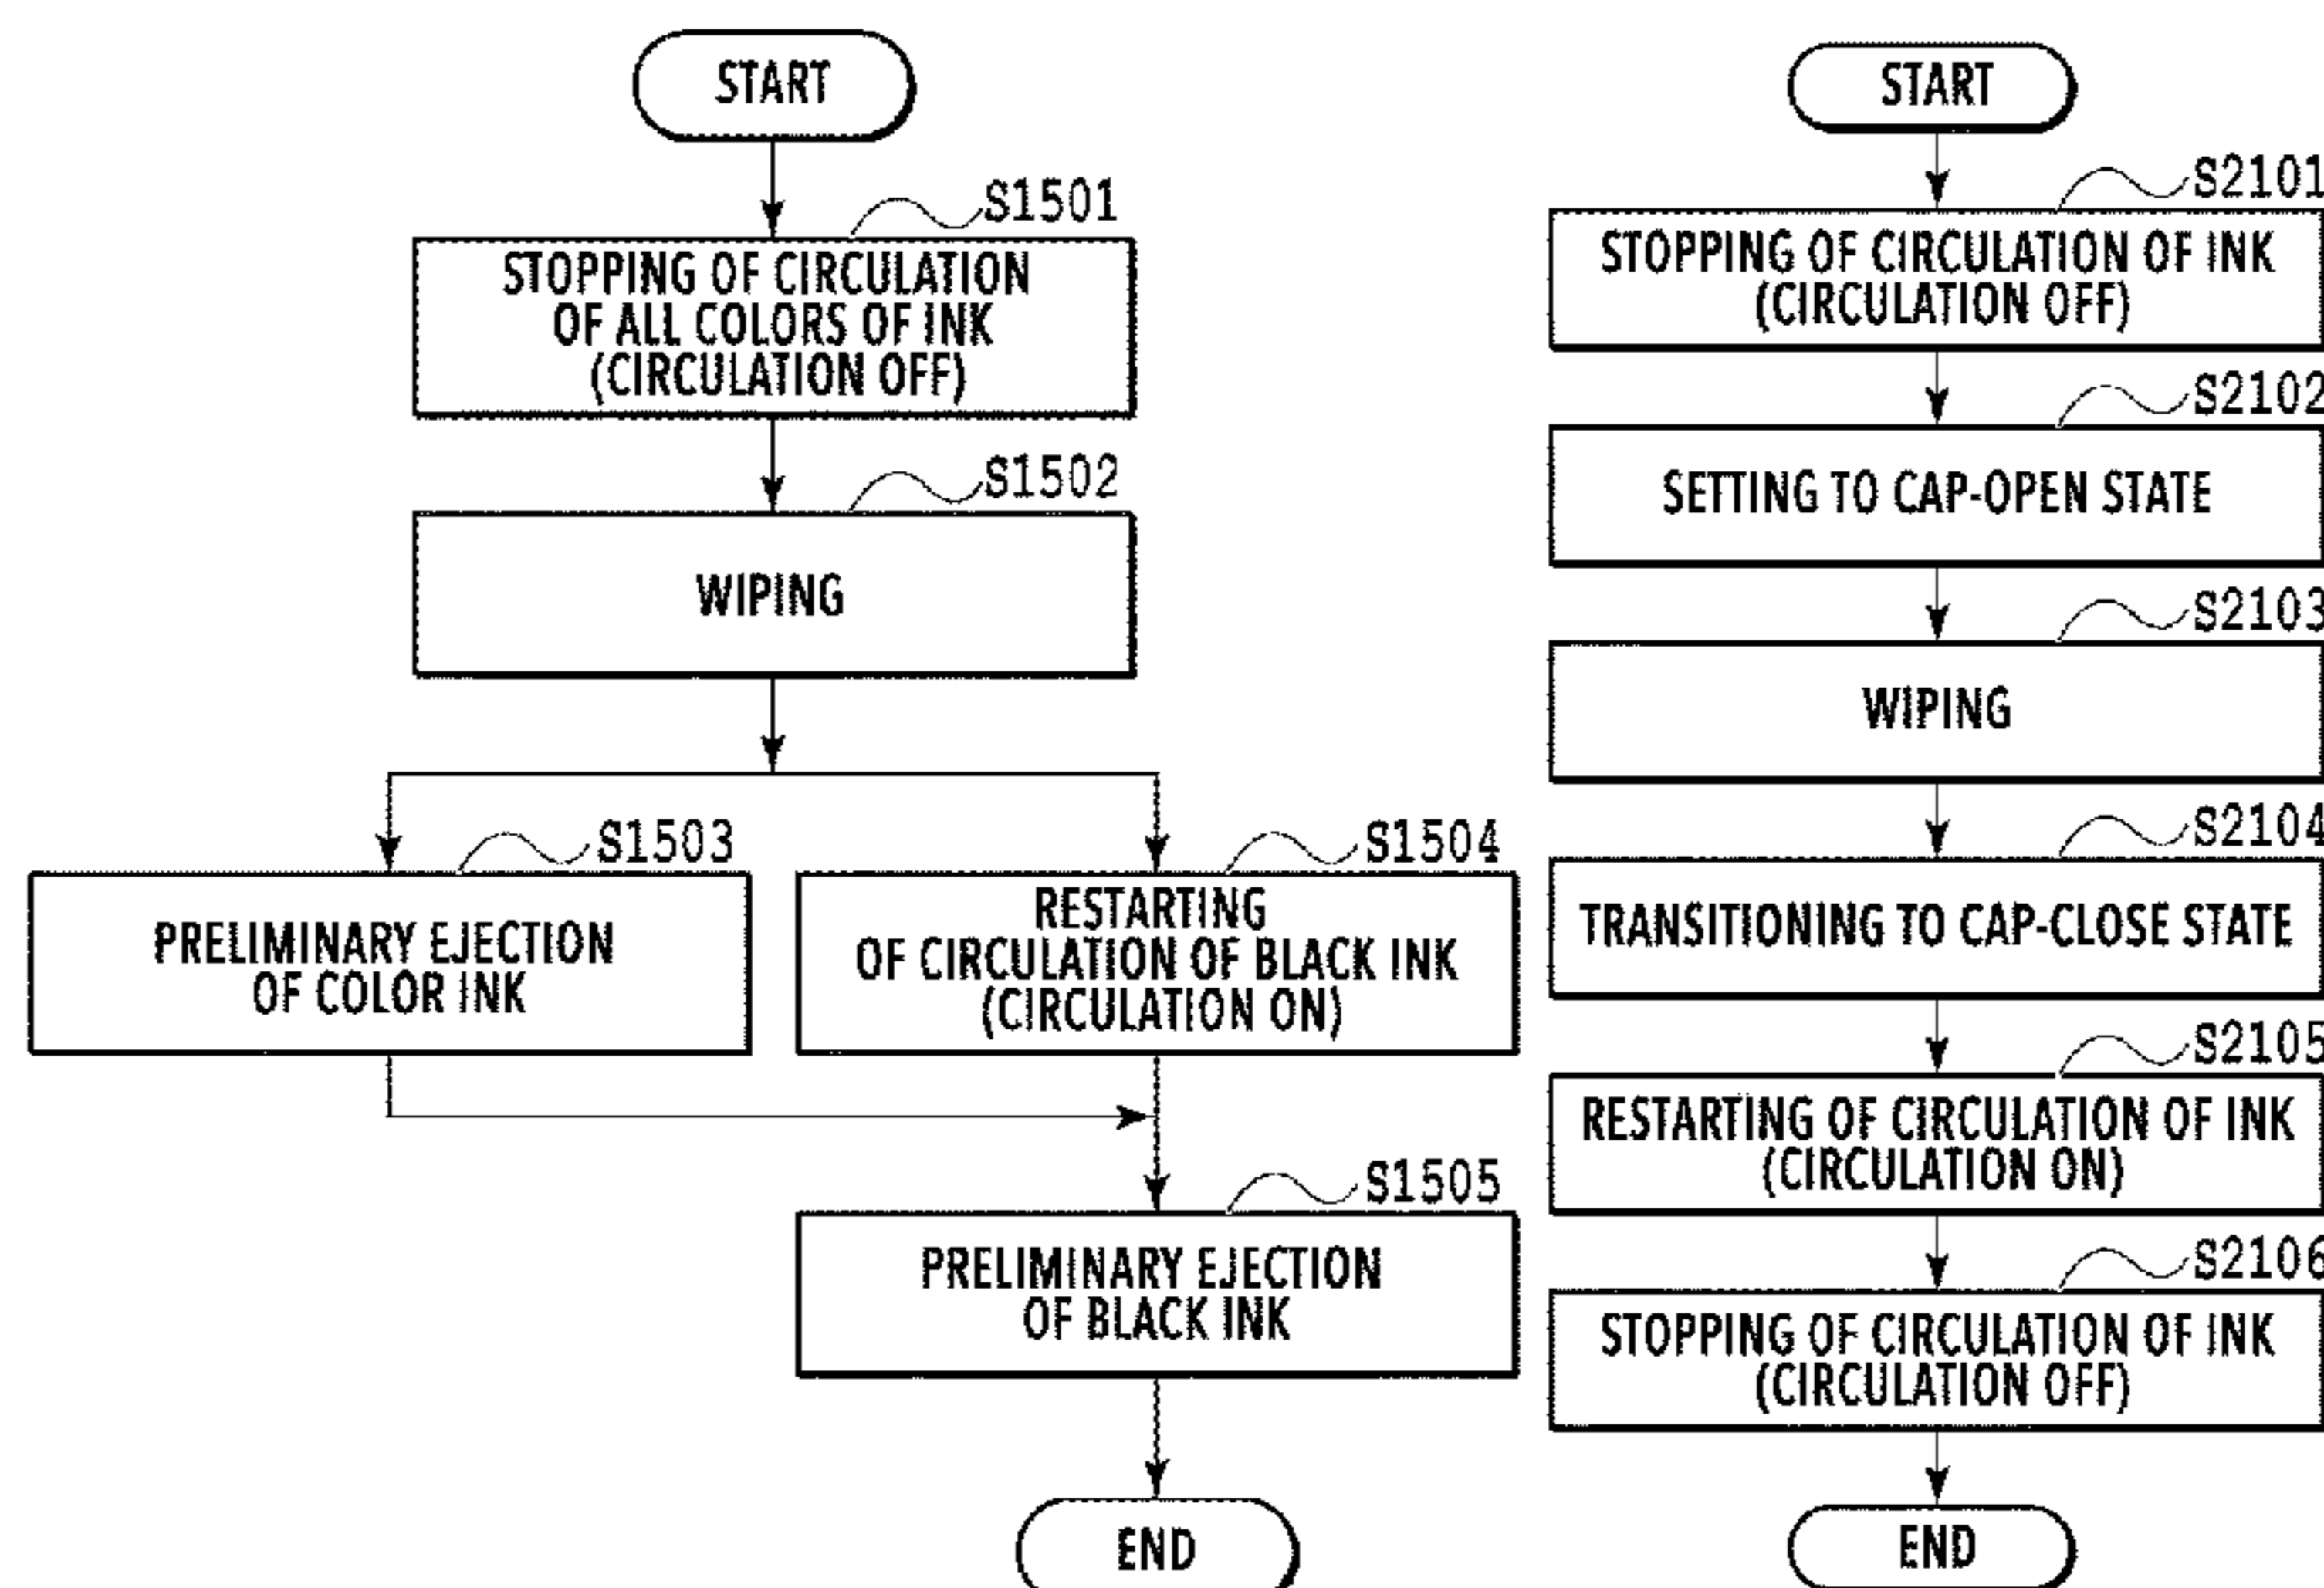 START
S1501
STOPPING OF CIRCULATION
OF ALL COLORS OF INK
(CIRCULATION OFF)
S1502
WIPING
S1503
PRELIMINARY EJECTION
OF COLOR INK
S1504
RESTARTING
OF CIRCULATION OF BLACK INK
(CIRCULATION ON)
S1505
PRELIMINARY EJECTION
OF BLACK INK
END
START
S2101
STOPPING OF CIRCULATION OF INK
(CIRCULATION OFF)
S2102
SETTING TO CAP-OPEN STATE
S2103
WIPING
S2104
TRANSITIONING TO CAP-CLOSE STATE
S2105
RESTARTING OF CIRCULATION OF INK
(CIRCULATION ON)
S2106
STOPPING OF CIRCULATION OF INK
(CIRCULATION OFF)
END